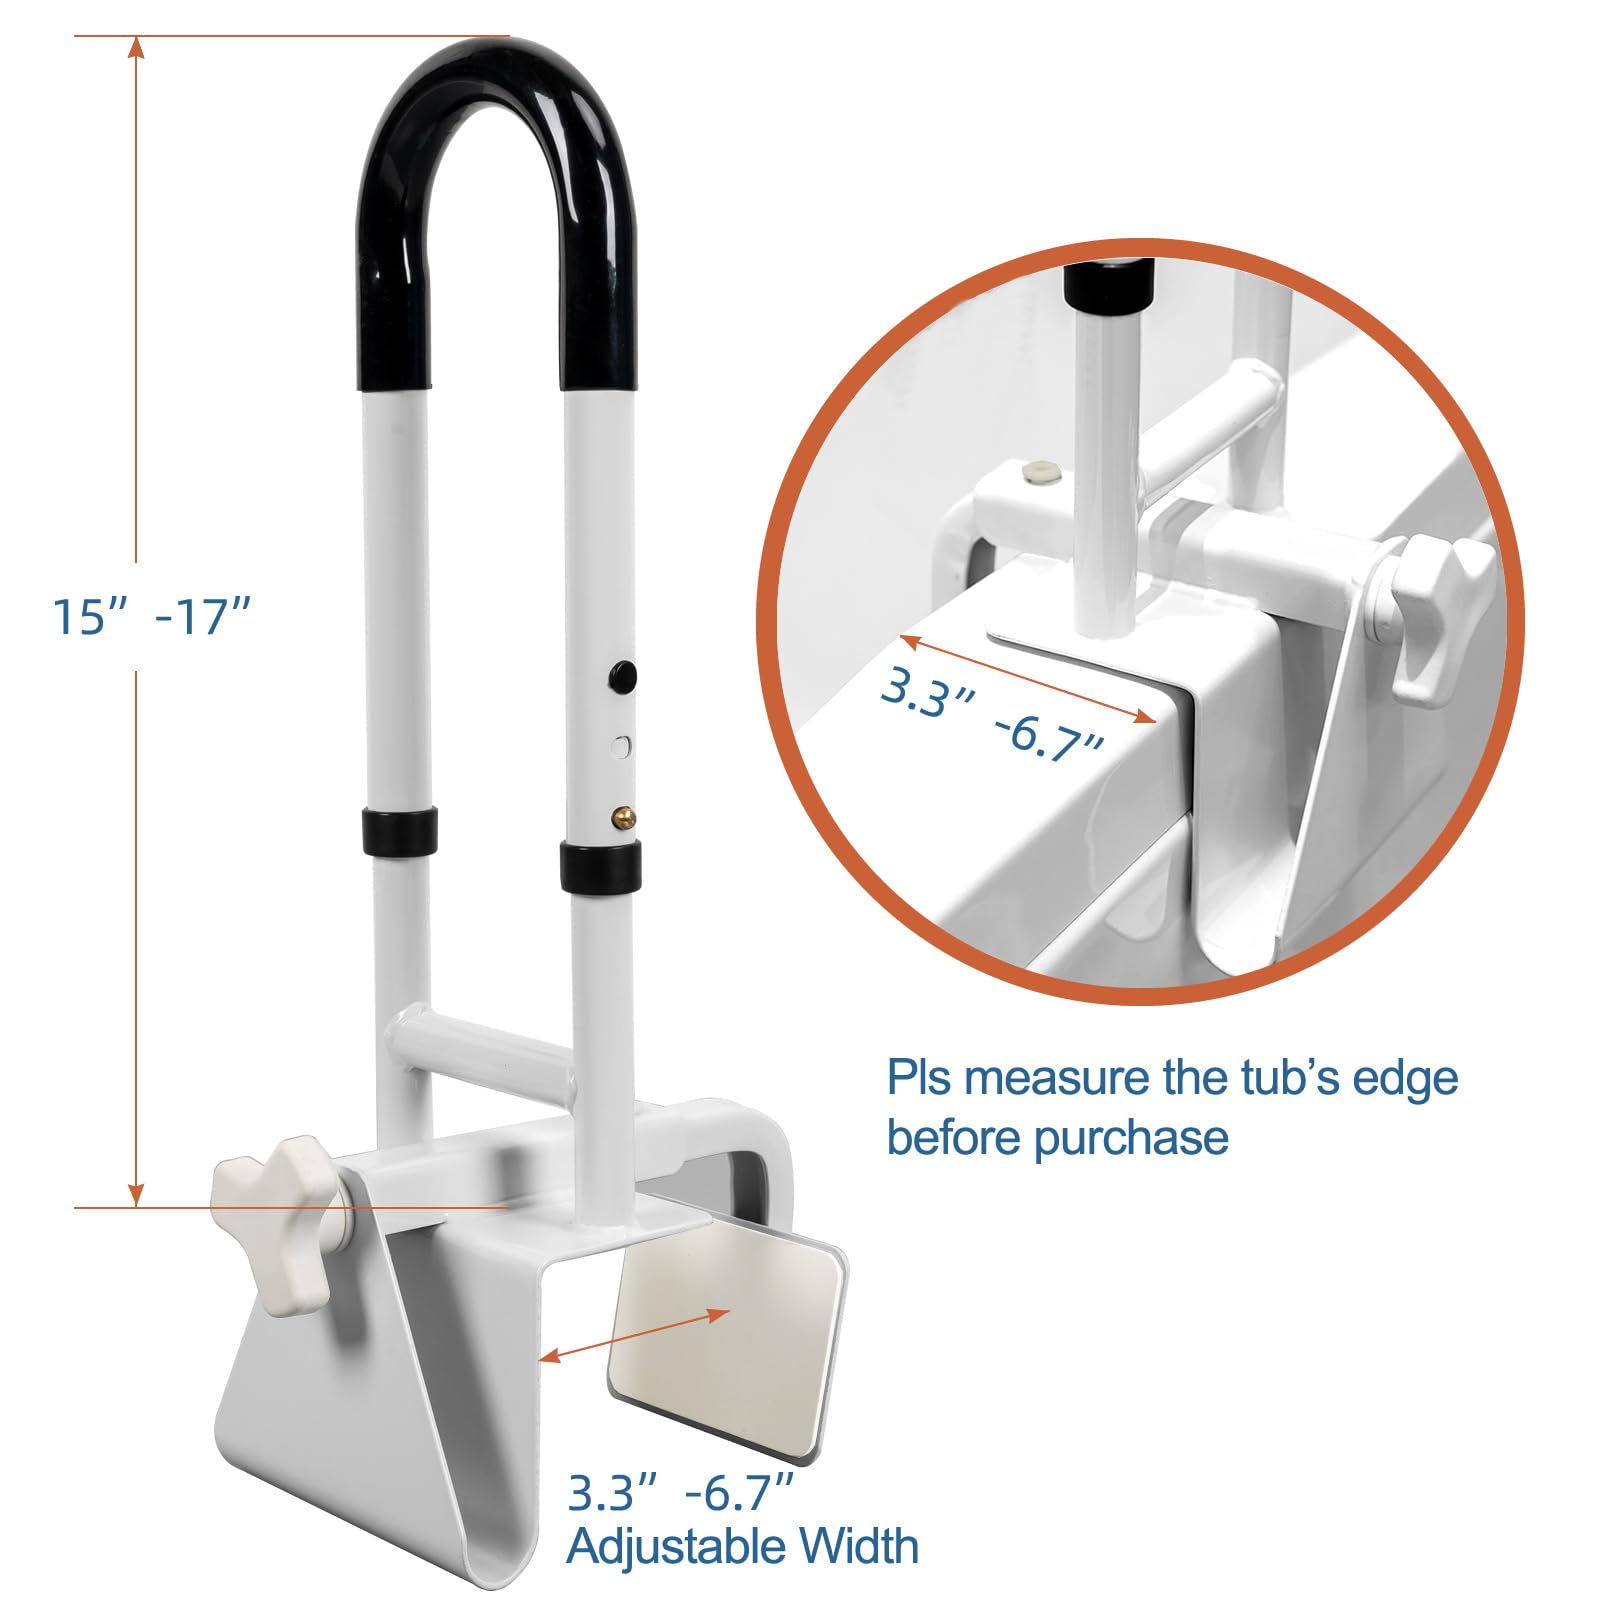 15” -17”
3.3” -6.7”
Pls measure the tub’s edge
before purchase
3.3” -6.7”
Adjustable Width